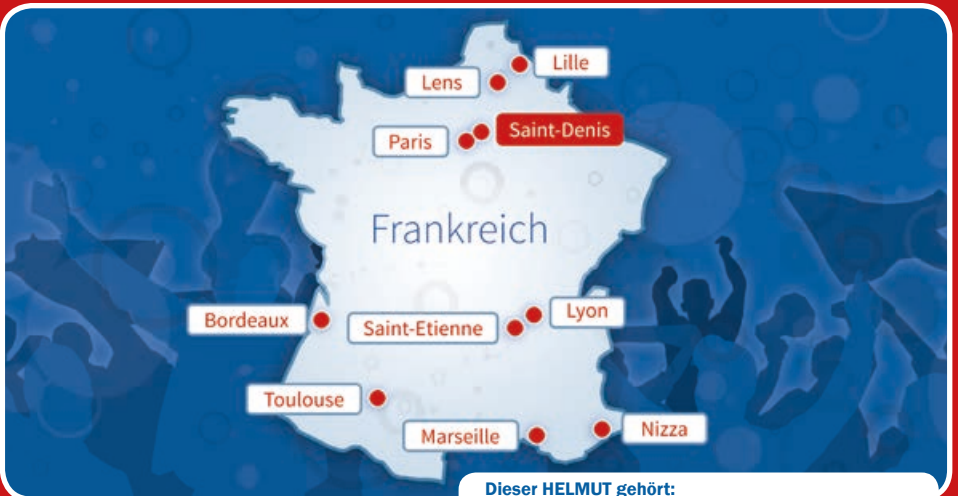 Lille
Lens
Saint-Denis
Paris
Frankreich
Lyon
Bordeaux
Saint-Etienne
Toulouse
Nizza
Marseille
Dieser HELMUT gehört: